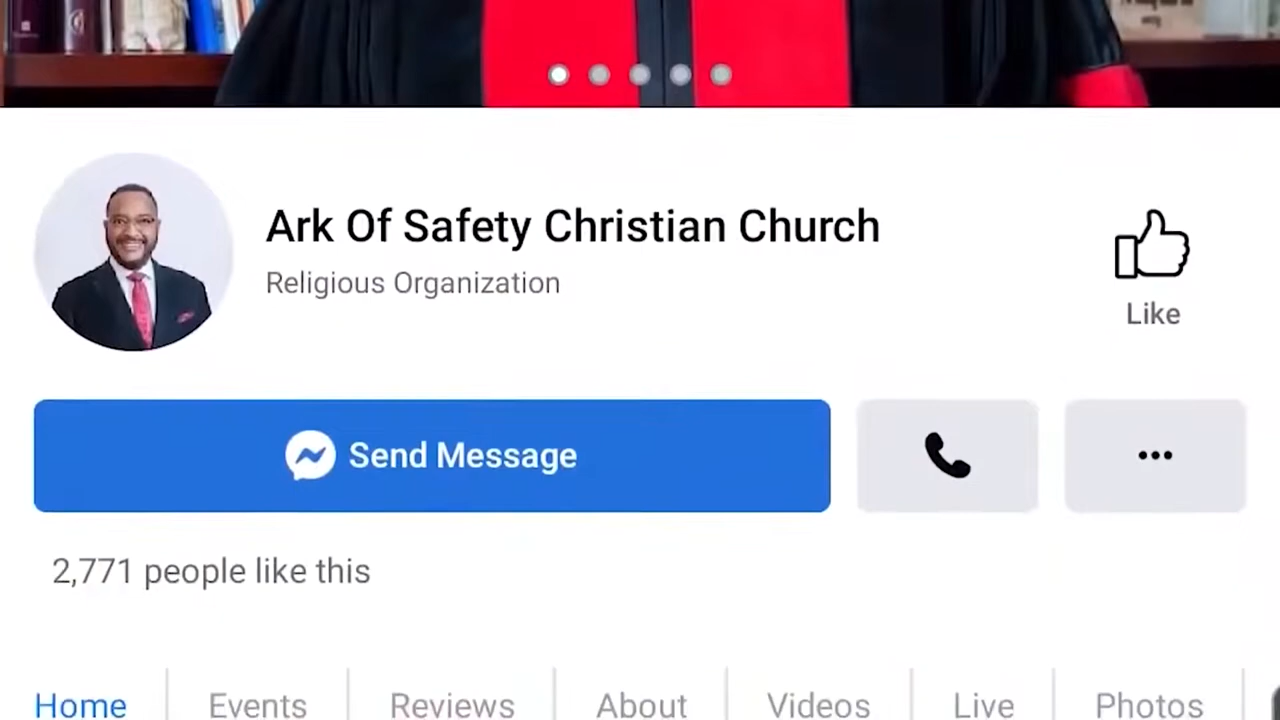 Ark Of Safety Christian Church
Religious Organization
Like
Send Message
2,771 people like this
Home Events Reviews About Videos Live Photos